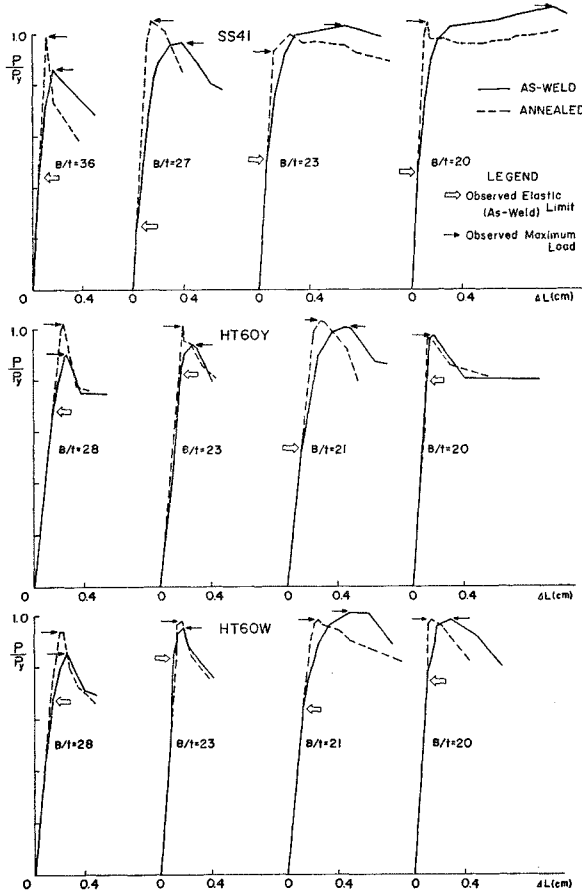 SS41
1.0
P/Py
AS-WELD
ANNEALED
B/t=36
B/t=27
B/t=23
B/t=20
LEGEND
Observed Elastic Limit
(As-Weld)
Observed Maximum Load
0 0.4 0 0.4 0 0.4 0 0.4 ΔL(cm)
HT60Y
1.0
P/Py
B/t=28
B/t=23
B/t=21
B/t=20
0 0.4 0 0.4 0 0.4 0 0.4 ΔL(cm)
HT60W
1.0
P/Py
B/t=28
B/t=23
B/t=21
B/t=20
0 0.4 0 0.4 0 0.4 0 0.4 ΔL(cm)